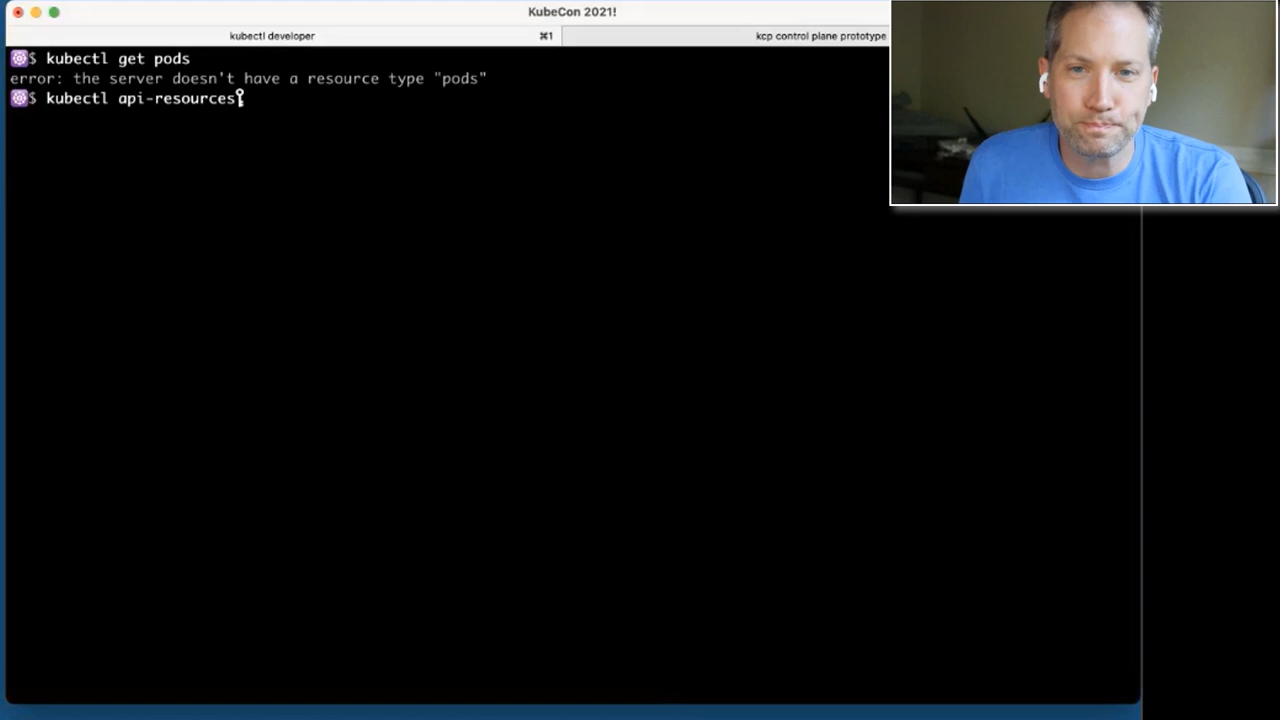 KubeCon 2021!
kubectl developer ⌘1 kcp control plane prototype
$ kubectl get pods
error: the server doesn't have a resource type "pods"
$ kubectl api-resources